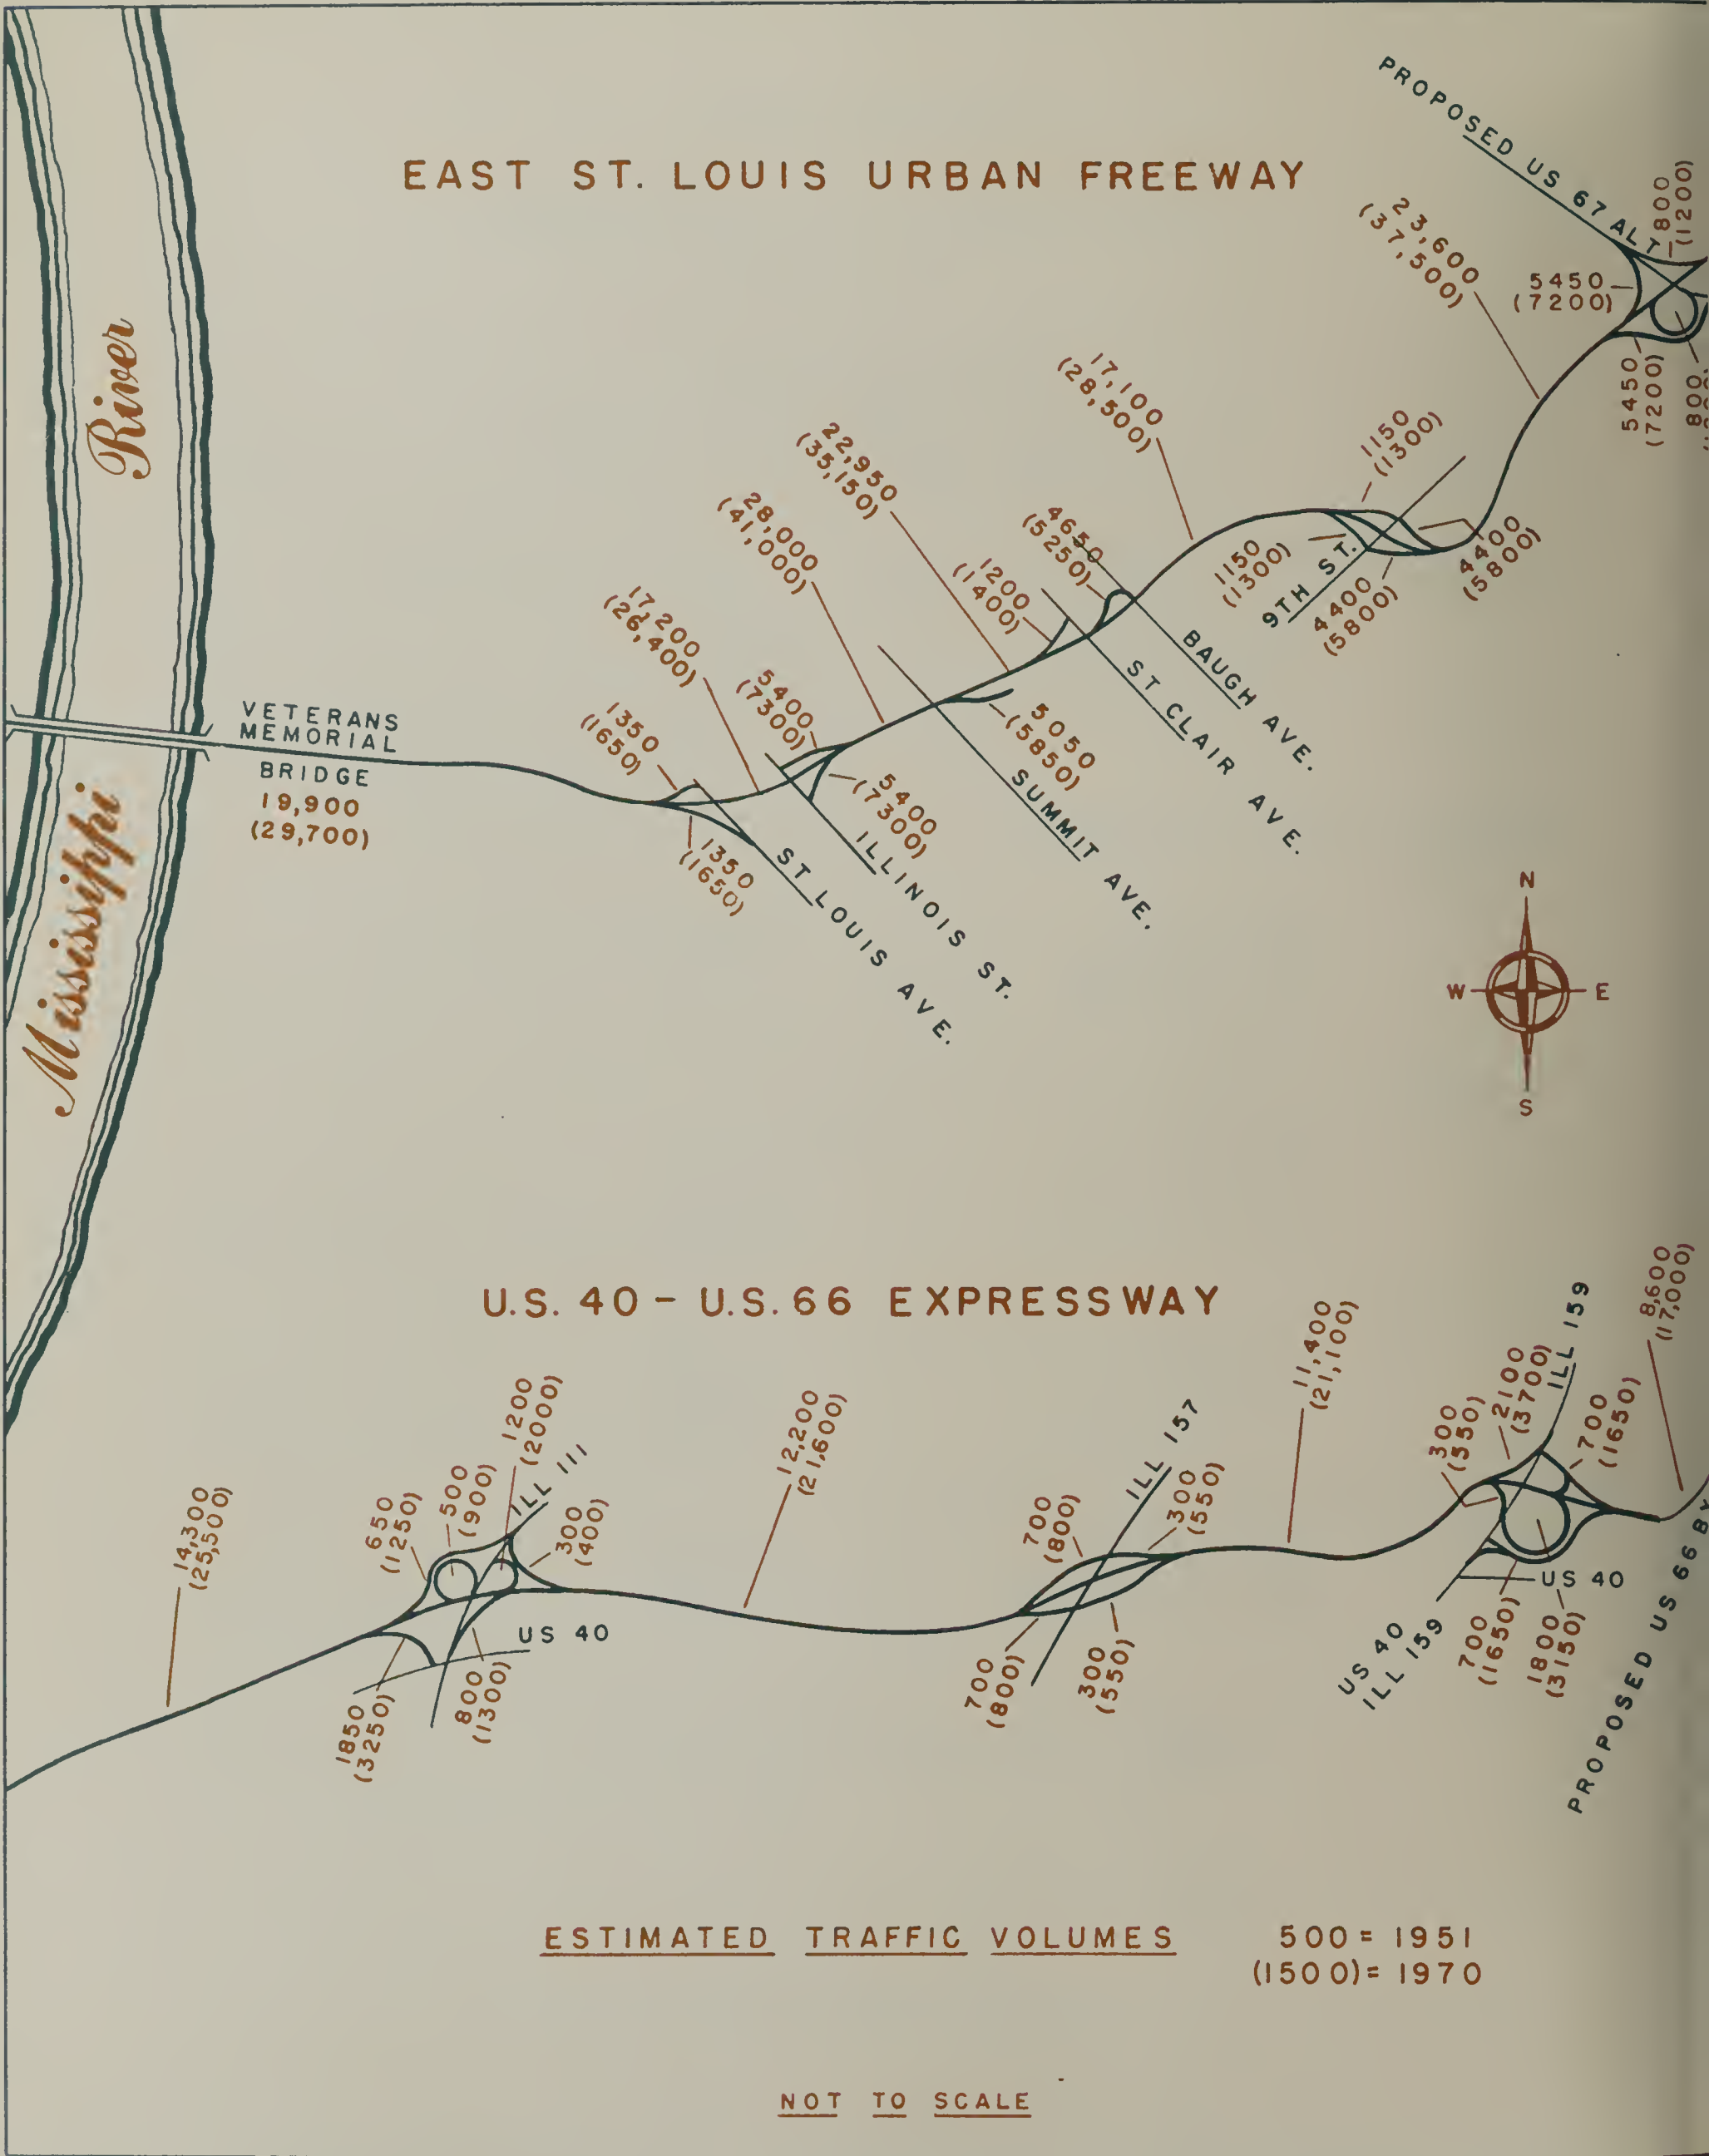 PROPOSED US 67 ALT
EAST ST. LOUIS URBAN FREEWAY
800
(1200)
23,600
(37,500)
5450
(7200)
5450
(7200)
800
17,100
(28,500)
1150
(1300)
22,950
(35,150)
4650
(5250)
1150
(1300)
4400
(5800)
9TH ST.
4400
(5800)
28,000
(41,000)
1200
(1400)
BAUGH AVE.
ST CLAIR AVE.
17,200
(26,400)
5400
(7300)
5050
(5850)
SUMMIT AVE.
1350
(1650)
5400
(7300)
ILLINOIS ST.
1350
(1650)
ST LOUIS AVE.
VETERANS
MEMORIAL
BRIDGE
19,900
(29,700)
Mississippi River
N
W
E
S
U.S. 40 - U.S. 66 EXPRESSWAY
14,300
(25,500)
650
(1250)
500
(900)
1200
(2000)
ILL 111
300
(400)
US 40
1850
(3250)
800
(1300)
12,200
(21,600)
ILL 157
700
(800)
300
(550)
700
(800)
300
(550)
11,400
(21,100)
300
(550)
2100
(3700)
ILL 159
700
(1650)
8,600
(17,000)
US 40
US 40
ILL 159
700
(1650)
1800
(3150)
PROPOSED US 66 BY
ESTIMATED TRAFFIC VOLUMES
500 = 1951
(1500) = 1970
NOT TO SCALE